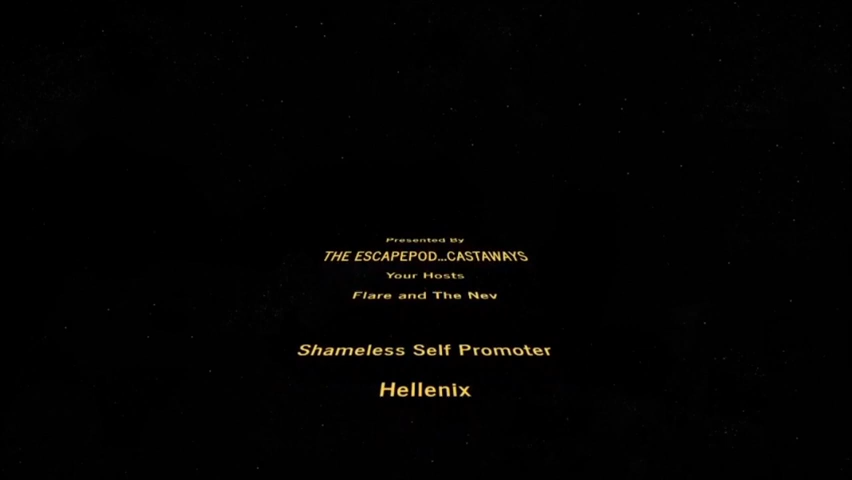 Presented By
THE ESCAPEPOD...CASTAWAYS
Your Hosts
Flare and The Nev
Shameless Self Promoter
Hellenix